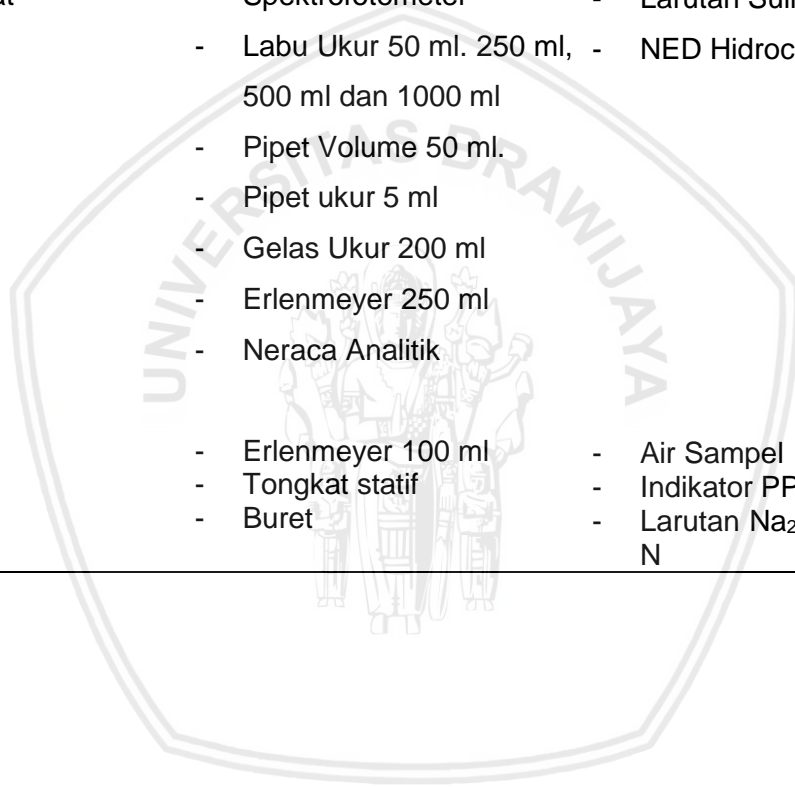 - Labu Ukur 50 ml. 250 ml,
500 ml dan 1000 ml
- Pipet Volume 50 ml.
- Pipet ukur 5 ml
- Gelas Ukur 200 ml
- Erlenmeyer 250 ml
- Neraca Analitik
- NED
- Erlenmeyer 100 ml
- Tongkat statif
- Buret
- Air Sampel
- Indikator PP
- Larutan Na₂
N
UNIVERSITAS BRAWIJAYA